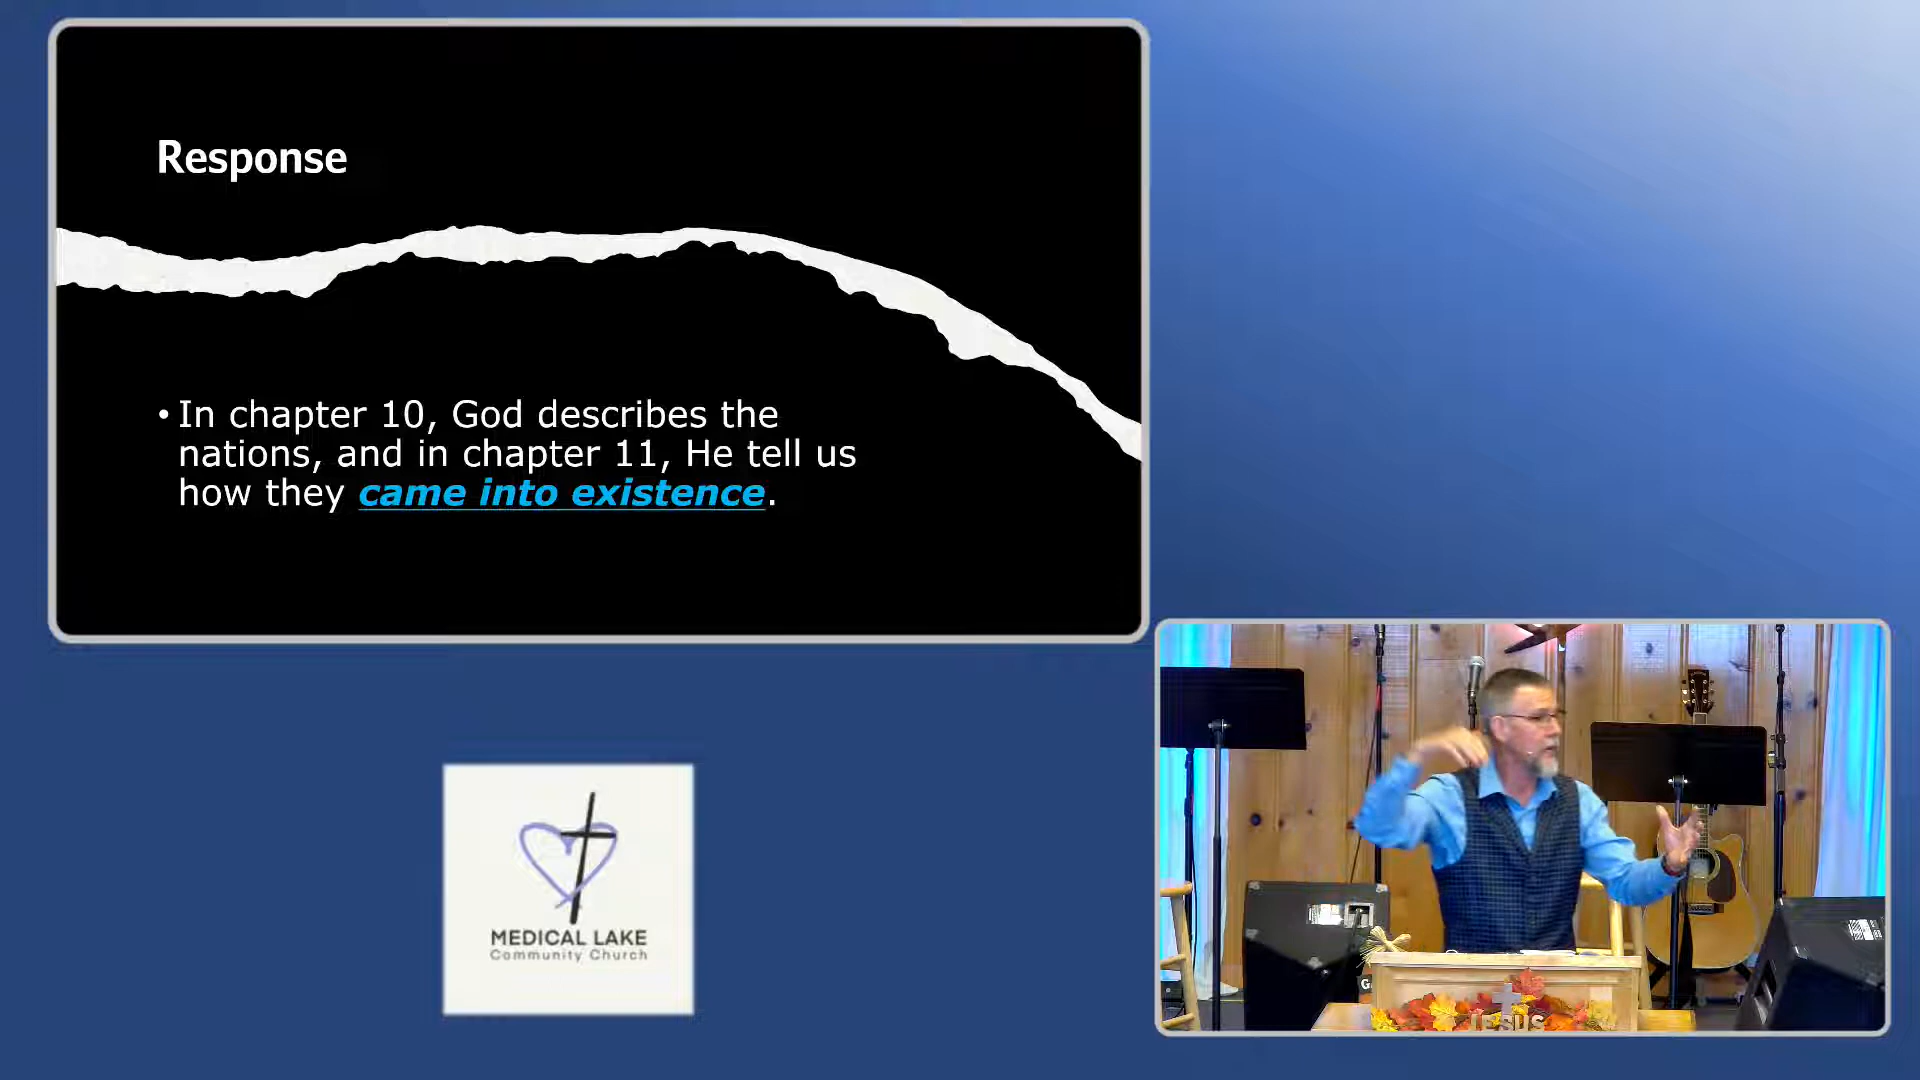 Response
• In chapter 10, God describes the
nations, and in chapter 11, He tell us
how they came into existence.
MEDICAL LAKE
Community Church
JESUS